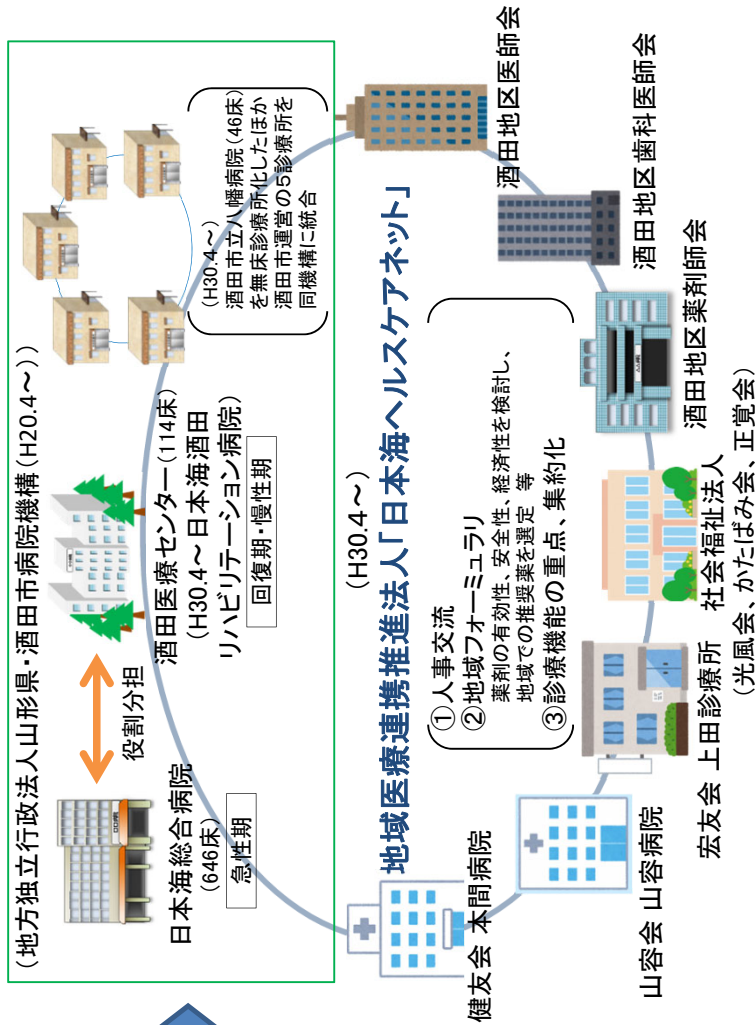 (地方独立行政法人山形県・酒田市病院機構(H20.4~))
役割分担
日本海総合病院
(646床)
急性期
酒田医療センター(114床)
(H30.4~日本海酒田
リハビリテーション病院)
回復期・慢性期
(H30.4~)
酒田市立八幡病院(46床)
を無床診療所化したほか
酒田市運営の5診療所を
同機構に統合
(H30.4~)
地域医療連携推進法人「日本海ヘルスケアネット」
①人事交流
②地域フォーミュラリ
薬剤の有効性、安全性、経済性を検討し、
地域での推奨薬を選定 等
③診療機能の重点、集約化
健友会 本間病院
山容会 山容病院
宏友会 上田診療所
社会福祉法人
(光風会、かたばみ会、正覚会)
酒田地区薬剤師会
酒田地区歯科医師会
酒田地区医師会